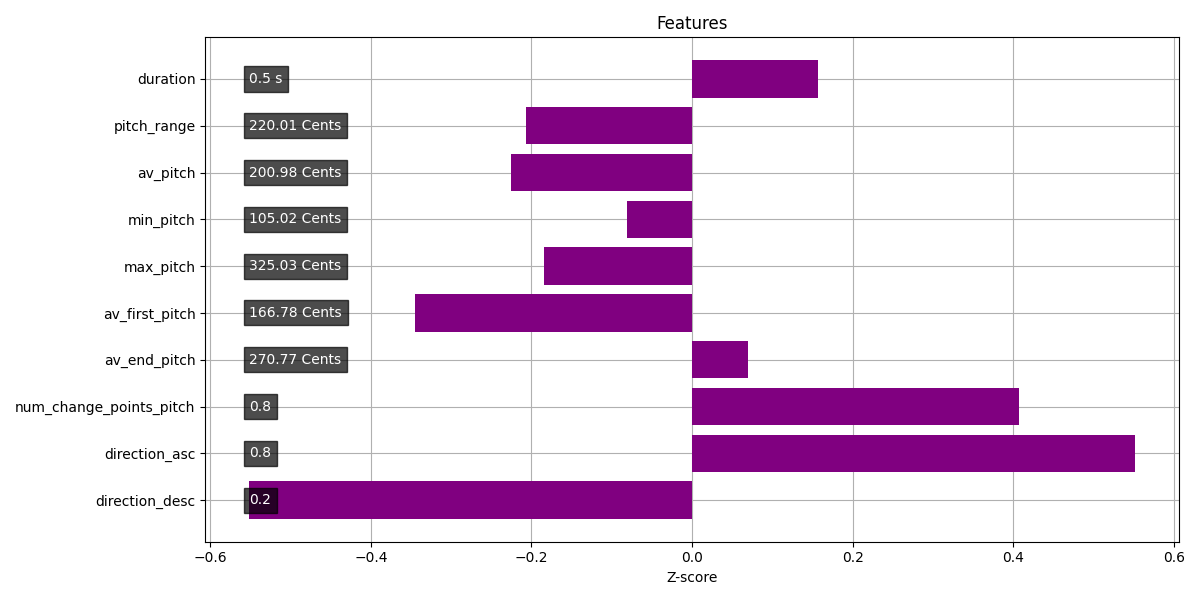 Features
duration 0.5 s
pitch_range 220.01 Cents
av_pitch 200.98 Cents
min_pitch 105.02 Cents
max_pitch 325.03 Cents
av_first_pitch 166.78 Cents
av_end_pitch 270.77 Cents
num_change_points_pitch 0.8
direction_asc 0.8
direction_desc 0.2
−0.6 −0.4 −0.2 0.0 0.2 0.4 0.6
Z-score